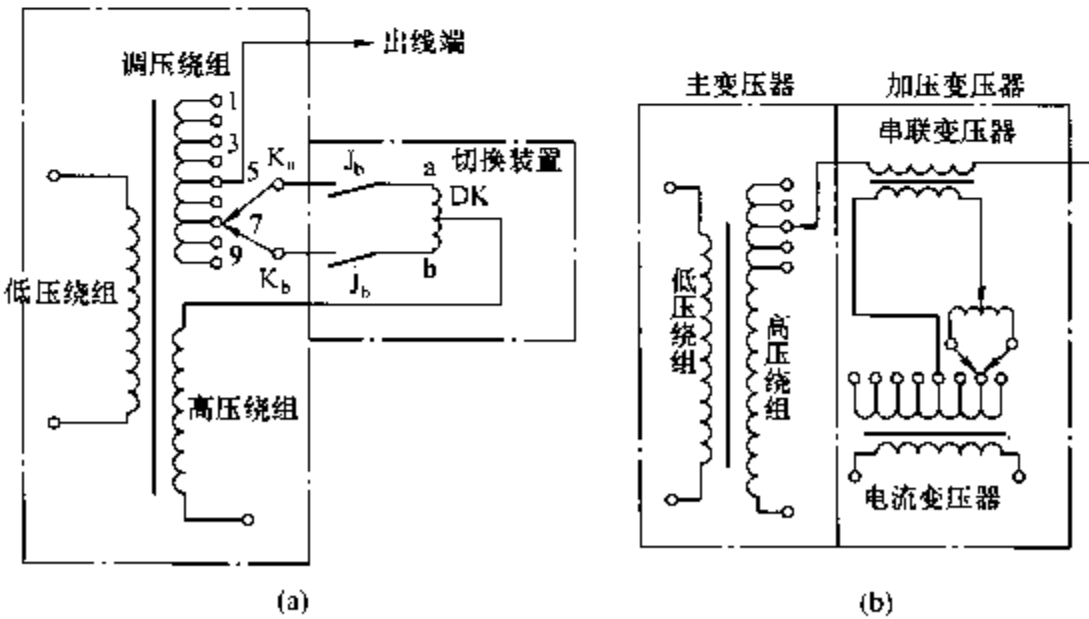 出线端
调压绕组
1
3
5
7
9
K_a
K_b
J_b
切换装置
a
DK
b
J_b
低压绕组
高压绕组
(a)
主变压器
加压变压器
串联变压器
低压绕组
高压绕组
电流变压器
(b)